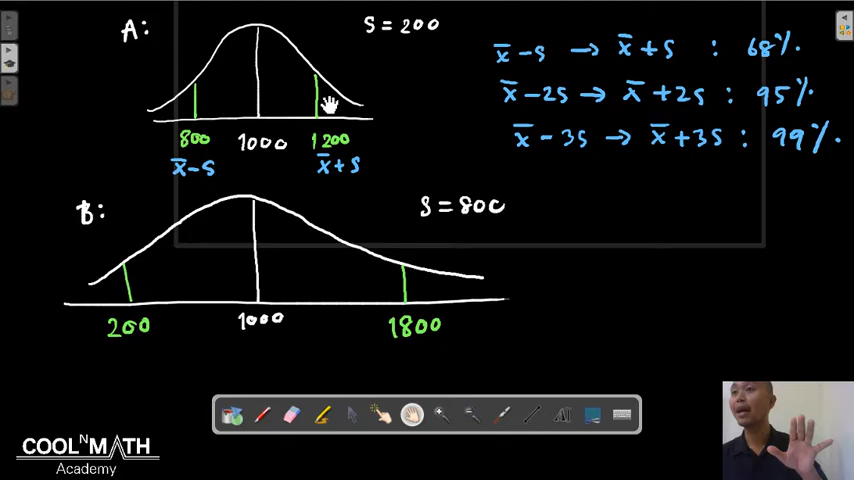 A: S = 200
x̄ - s → x̄ + s : 68%.
x̄ - 2s → x̄ + 2s : 95%.
x̄ - 3s → x̄ + 3s : 99%.
800 1000 1200
x̄-s x̄+s
B: S = 800
200 1000 1800
COOL N MATH
Academy